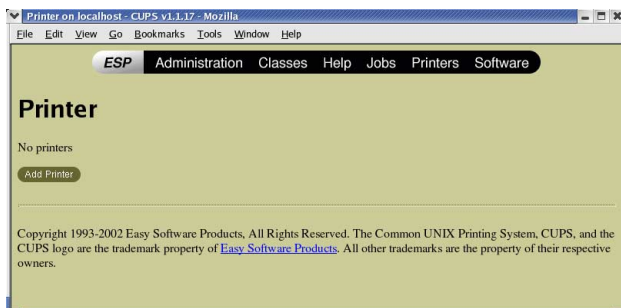 Printer on localhost - CUPS v1.1.17 - Mozilla
File Edit View Go Bookmarks Tools Window Help
ESP Administration Classes Help Jobs Printers Software
Printer
No printers
Add Printer
Copyright 1993-2002 Easy Software Products, All Rights Reserved. The Common UNIX Printing System, CUPS, and the
CUPS logo are the trademark property of Easy Software Products. All other trademarks are the property of their respective
owners.